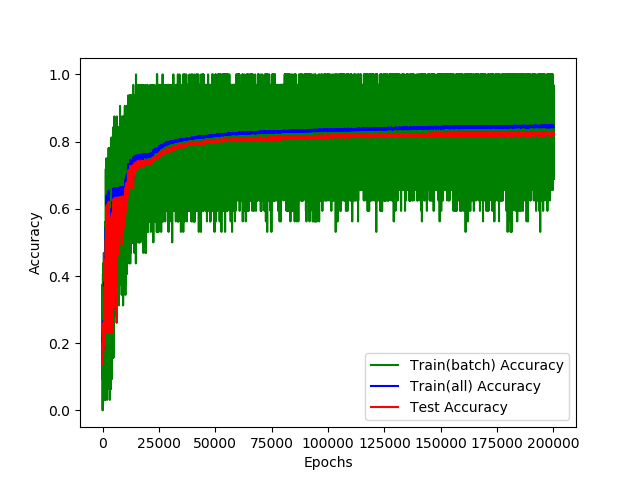 Accuracy
1.0
0.8
0.6
0.4
0.2
0.0
0 25000 50000 75000 100000 125000 150000 175000 200000
Epochs
Train(batch) Accuracy
Train(all) Accuracy
Test Accuracy